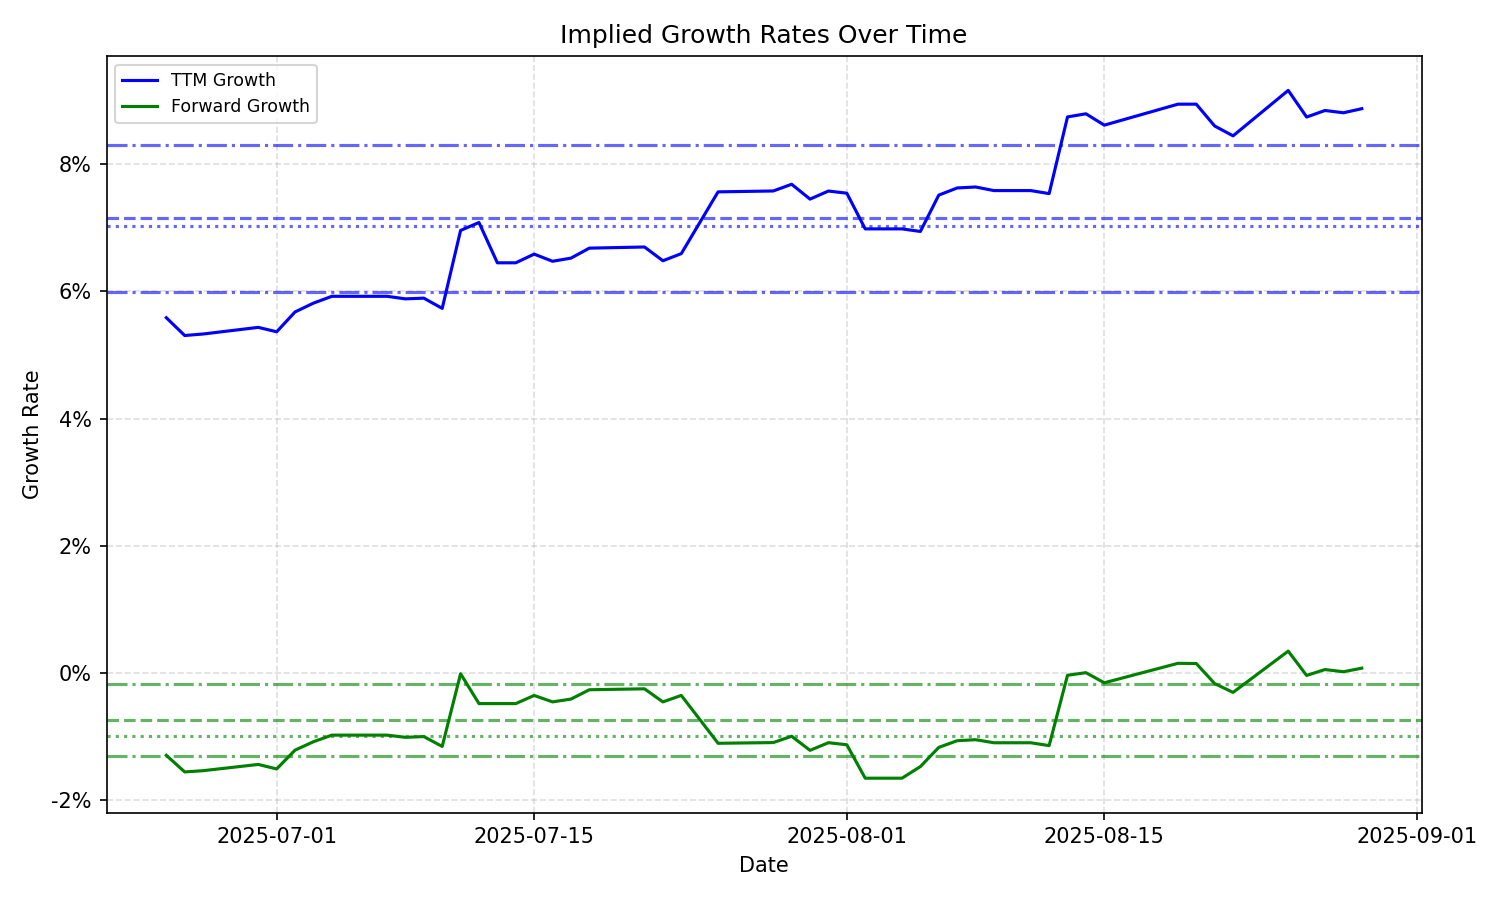 Implied Growth Rates Over Time
TTM Growth
Forward Growth
8%
6%
4%
2%
0%
-2%
Growth Rate
2025-07-01
2025-07-15
2025-08-01
2025-08-15
2025-09-01
Date